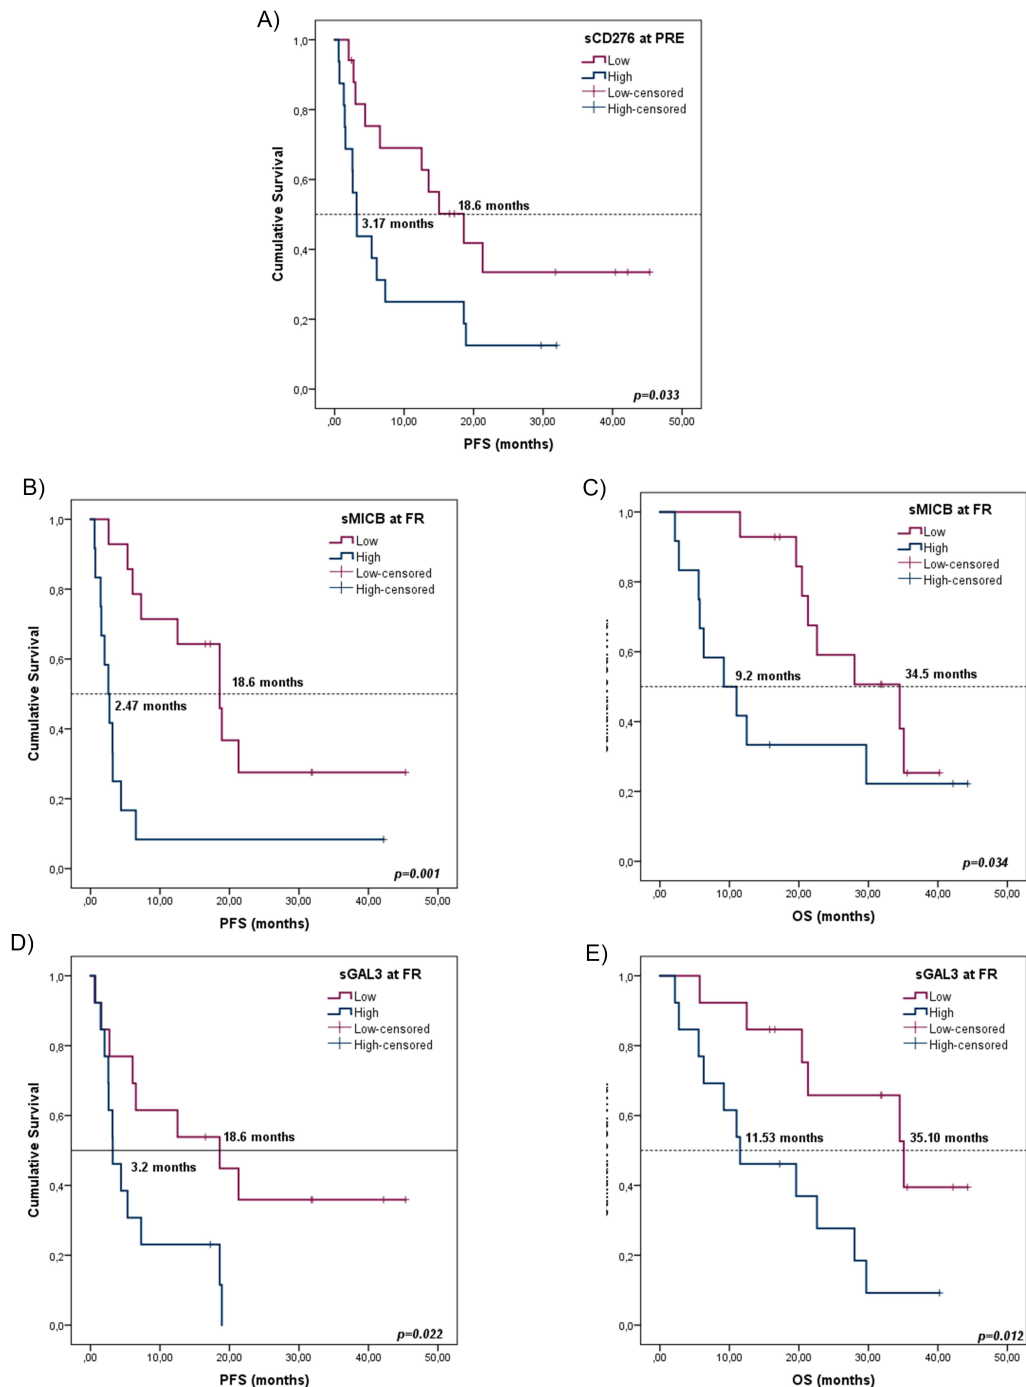 A)
sCD276 at PRE
Low
High
Low-censored
High-censored
Cumulative Survival
1,0
0,8
0,6
0,4
0,2
0,0
18.6 months
3.17 months
p=0.033
,00 10,00 20,00 30,00 40,00 50,00
PFS (months)
B)
sMICB at FR
Low
High
Low-censored
High-censored
Cumulative Survival
1,0
0,8
0,6
0,4
0,2
0,0
18.6 months
2.47 months
p=0.001
,00 10,00 20,00 30,00 40,00 50,00
PFS (months)
C)
sMICB at FR
Low
High
Low-censored
High-censored
1,0
0,8
0,6
0,4
0,2
0,0
9.2 months
34.5 months
p=0.034
,00 10,00 20,00 30,00 40,00 50,00
OS (months)
D)
sGAL3 at FR
Low
High
Low-censored
High-censored
Cumulative Survival
1,0
0,8
0,6
0,4
0,2
0,0
18.6 months
3.2 months
p=0.022
,00 10,00 20,00 30,00 40,00 50,00
PFS (months)
E)
sGAL3 at FR
Low
High
Low-censored
High-censored
1,0
0,8
0,6
0,4
0,2
0,0
11.53 months
35.10 months
p=0.012
,00 10,00 20,00 30,00 40,00 50,00
OS (months)